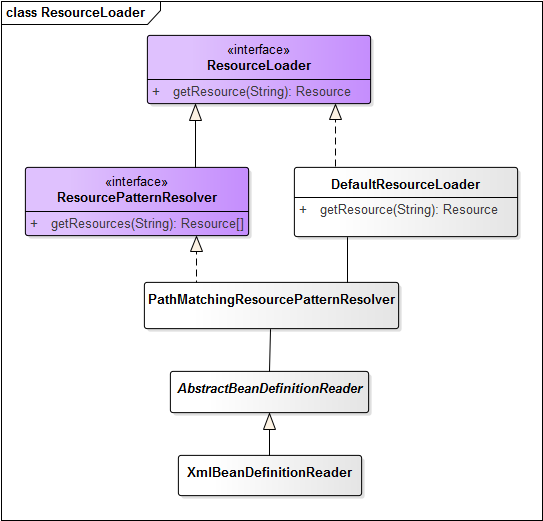 class ResourceLoader
«interface»
ResourceLoader
+ getResource(String): Resource
«interface»
ResourcePatternResolver
+ getResources(String): Resource[]
DefaultResourceLoader
+ getResource(String): Resource
PathMatchingResourcePatternResolver
AbstractBeanDefinitionReader
XmlBeanDefinitionReader